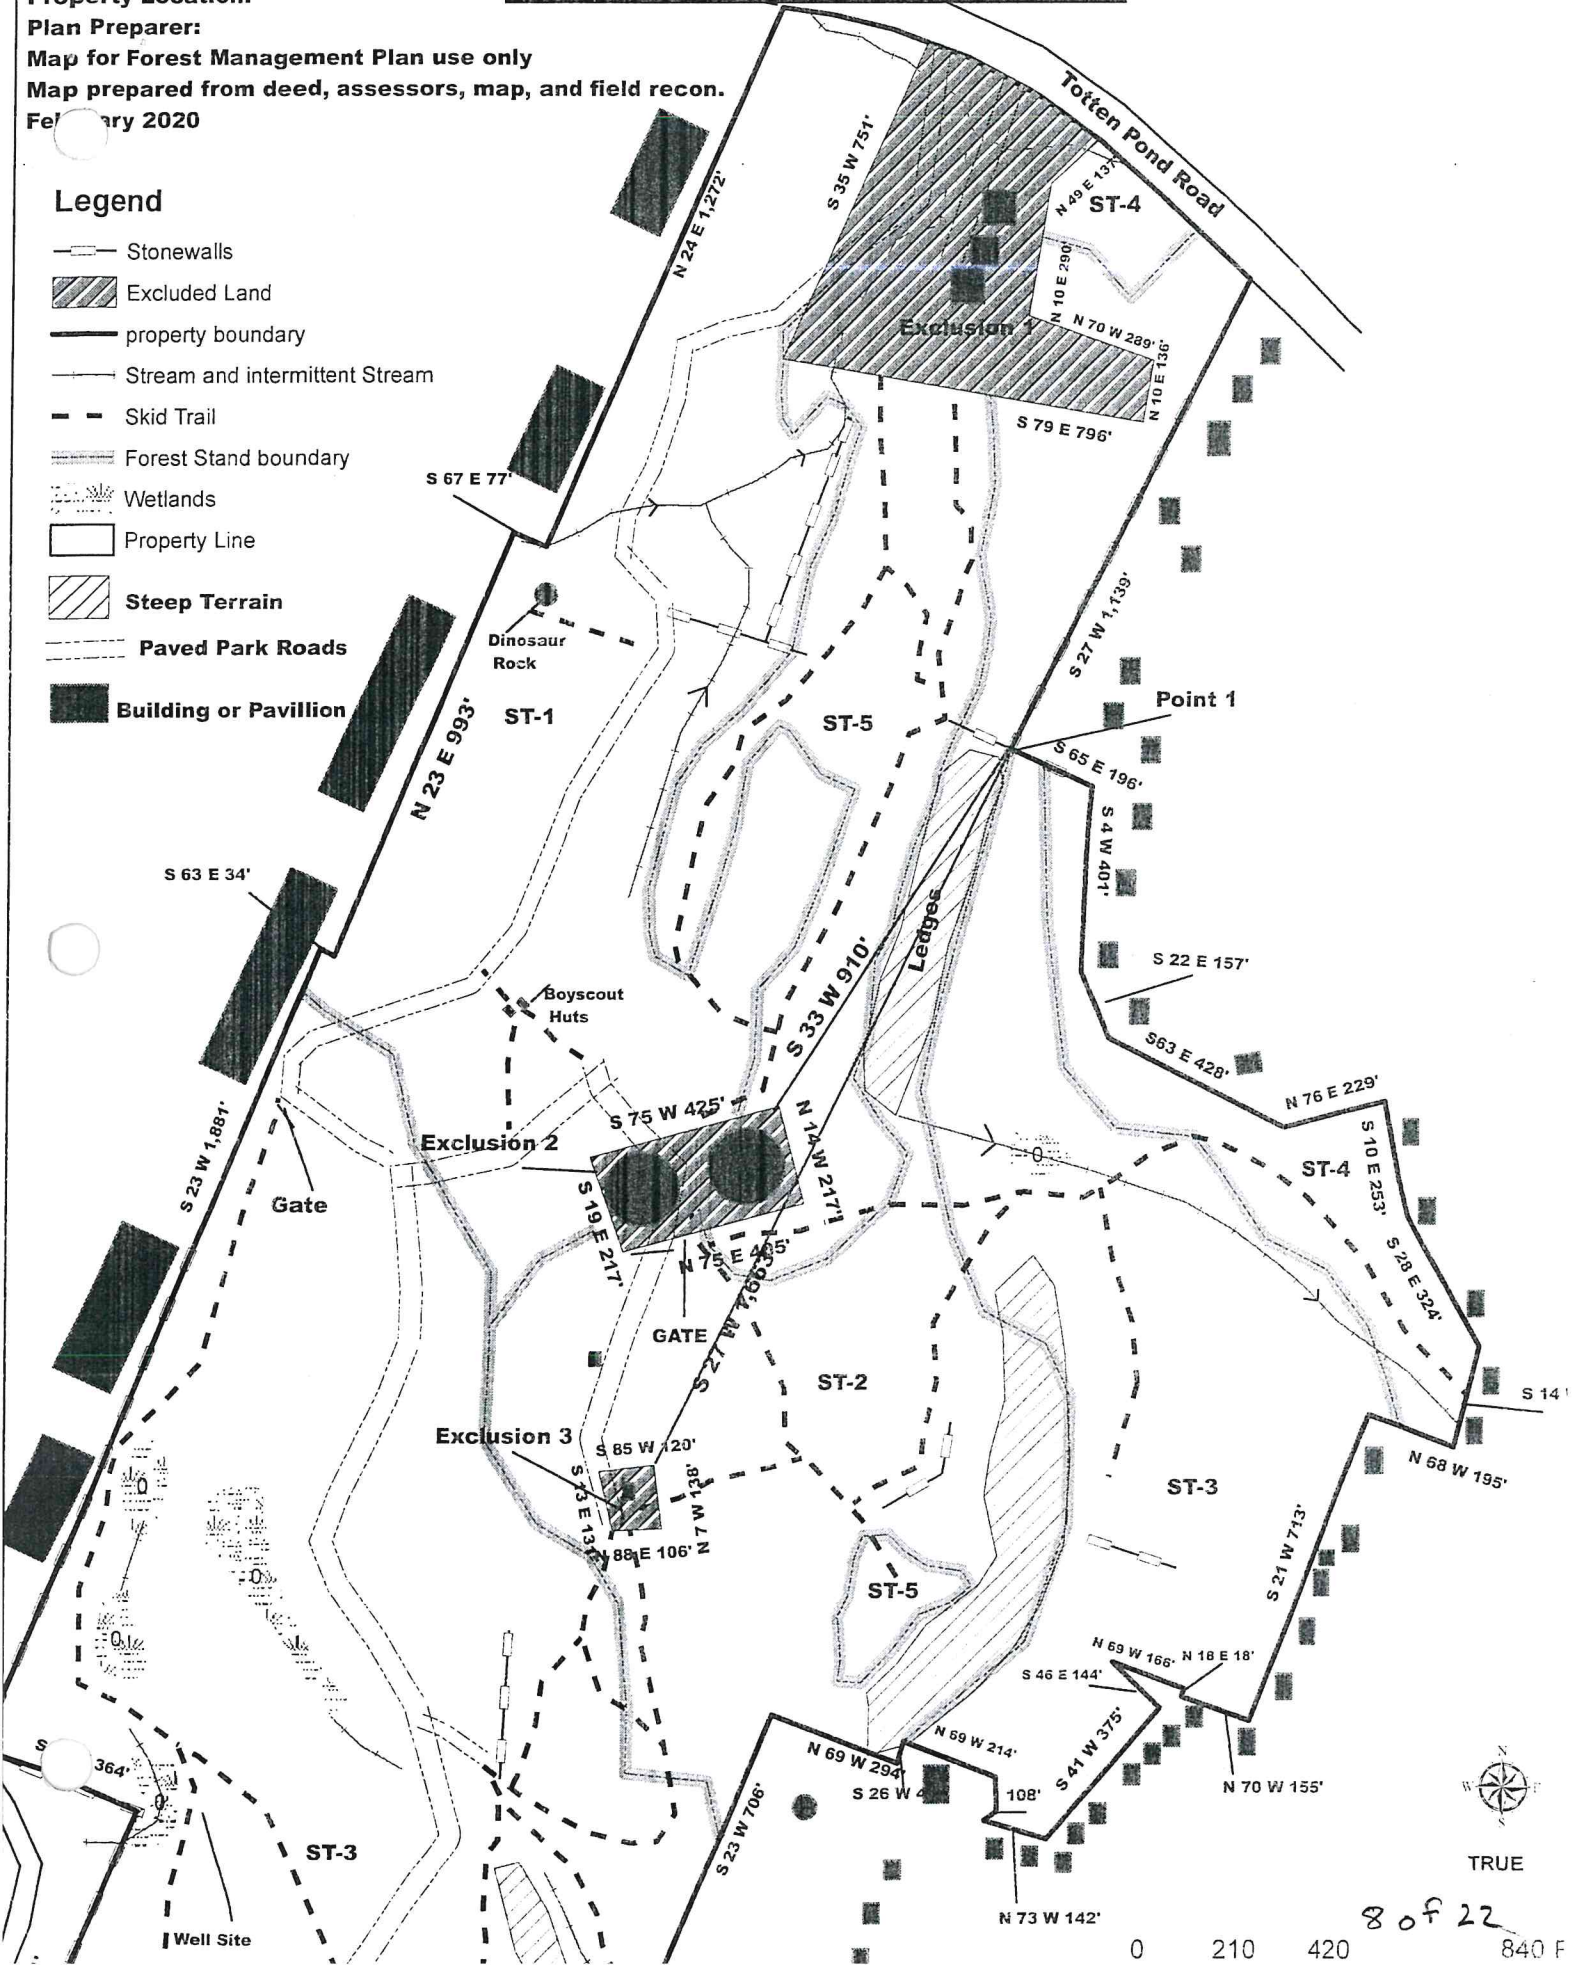 Plan Preparer:
Map for Forest Management Plan use only
Map prepared from deed, assessors, map, and field recon.
2020
Legend
Stonewalls
Excluded Land
property boundary
Stream and intermittent Stream
Skid Trail
Forest Stand boundary
Wetlands
Property Line
Steep Terrain
Paved Park Roads
Building or Pavillion
Totten Pond Road
S 35 W 751'
N 24 E 1,272'
N 49 E 137'
ST-4
N 10 E 290'
Exclusion 1
N 70 W 289'
N 10 E 136'
S 79 E 796'
S 67 E 77'
Dinosaur
Rock
S 27 W 1,139'
Point 1
ST-1
ST-5
N 23 E 993'
S 65 E 196'
S 4 W 401'
S 63 E 34'
Ledges
S 33 W 910'
S 22 E 157'
Boyscout
Huts
S63 E 428'
N 76 E 229'
S 75 W 425'
S 23 W 1,881'
Exclusion 2
N 14 W 217'
ST-4
S 10 E 253'
Gate
S 19 E 217'
N 75 E
S 28 E 324'
GATE
S 27 W 1,663'
ST-2
S 14
Exclusion 3
S 85 W 120'
N 68 W 195'
S 13 E 131'
N 7 W 138'
ST-3
N 88 E 106'
S 21 W 713'
ST-5
N 69 W 166'
N 18 E 18'
S 46 E 144'
S 41 W 375'
N 69 W 214'
N 69 W 294'
S 364'
S 26 W
108'
N 70 W 155'
S 23 W 706'
ST-3
N
W
S
TRUE
Well Site
N 73 W 142'
8 of 22
0 210 420 840 F